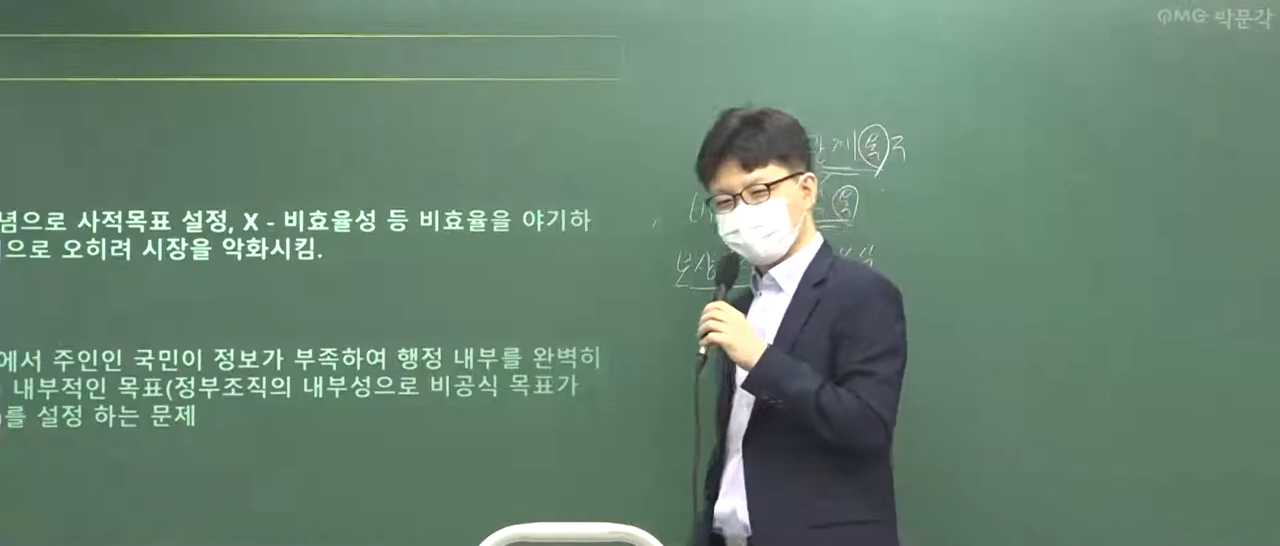 PMG 박문각
념으로 사적목표 설정, X - 비효율성 등 비효율을 야기하
으로 오히려 시장을 악화시킴.
에서 주인인 국민이 정보가 부족하여 행정 내부를 완벽히
내부적인 목표(정부조직의 내부성으로 비공식 목표가
)를 설정 하는 문제
보상